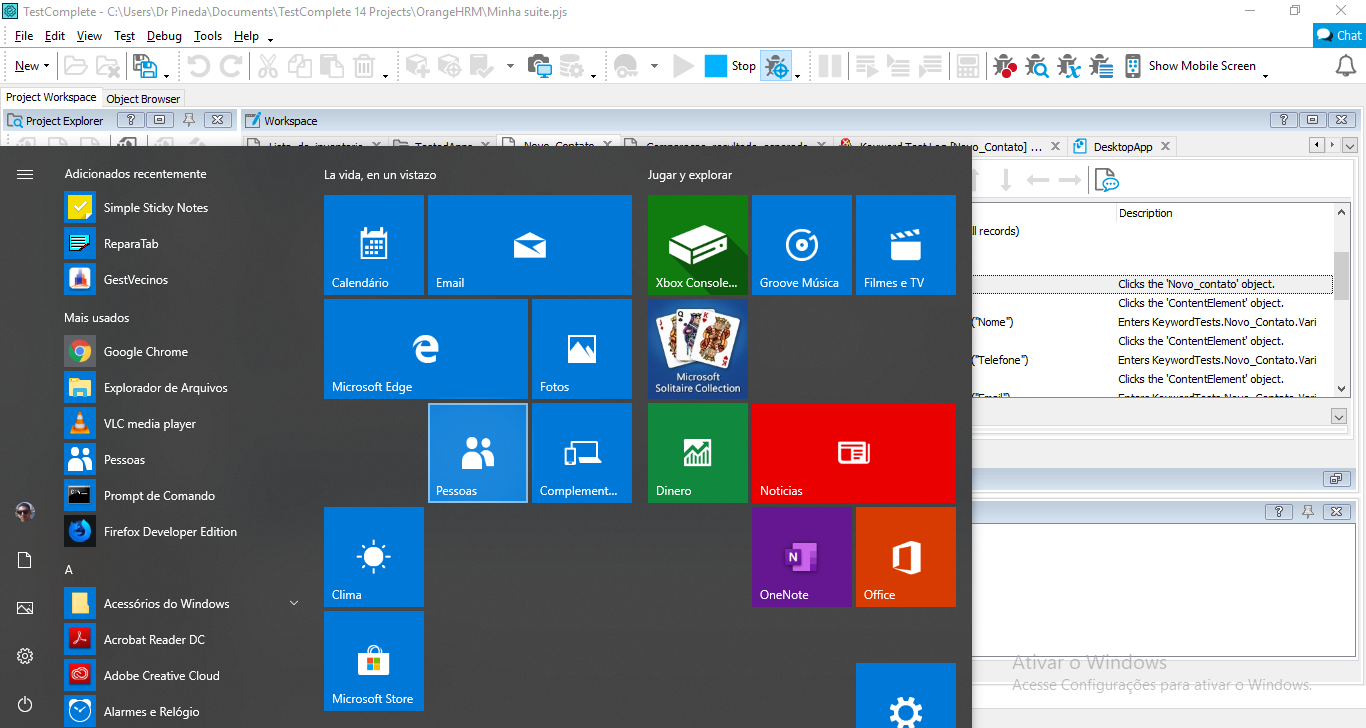 TestComplete - C:\Users\Dr Pineda\Documents\TestComplete 14 Projects\OrangeHRM\Minha suite.pjs
File Edit View Test Debug Tools Help
Chat
New
Stop
Show Mobile Screen
Project Workspace Object Browser
Project Explorer
Workspace
Novo_Contato] ...
DesktopApp
Adicionados recentemente
Simple Sticky Notes
ReparaTab
GestVecinos
Mais usados
Google Chrome
Explorador de Arquivos
VLC media player
Pessoas
Prompt de Comando
Firefox Developer Edition
A
Acessórios do Windows
Acrobat Reader DC
Adobe Creative Cloud
Alarmes e Relógio
La vida, en un vistazo
Calendário
Email
Microsoft Edge
Fotos
Pessoas
Complement...
Clima
Microsoft Store
Jugar y explorar
Xbox Console...
Groove Música
Filmes e TV
Microsoft
Solitaire Collection
Dinero
Noticias
N
OneNote
Office
Description
ll records)
Clicks the 'Novo_contato' object.
Clicks the 'ContentElement' object.
("Nome") Enters KeywordTests.Novo_Contato.Vari
Clicks the 'ContentElement' object.
("Telefone") Enters KeywordTests.Novo_Contato.Vari
Clicks the 'ContentElement' object.
Ativar o Windows
Acesse Configurações para ativar o Windows.